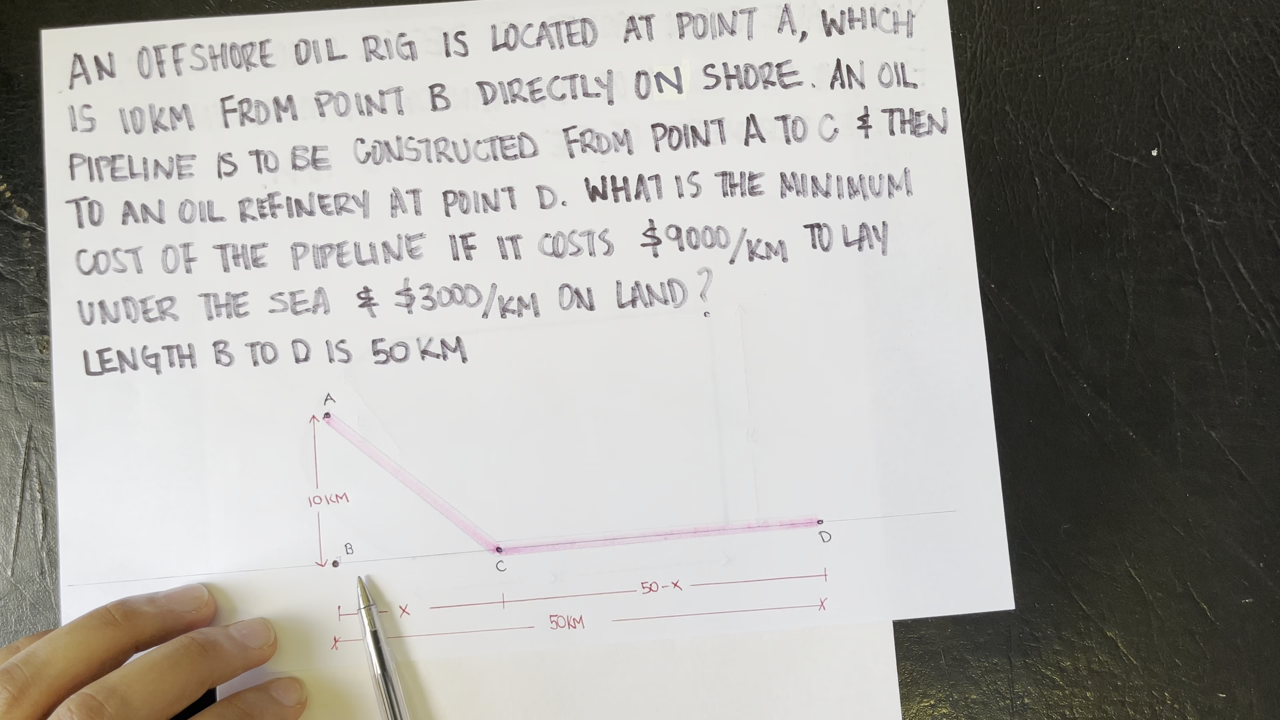 AN OFFSHORE OIL RIG IS LOCATED AT POINT A, WHICH
IS 10KM FROM POINT B DIRECTLY ON SHORE. AN OIL
PIPELINE IS TO BE CONSTRUCTED FROM POINT A TO C & THEN
TO AN OIL REFINERY AT POINT D. WHAT IS THE MINIMUM
COST OF THE PIPELINE IF IT COSTS $9000/KM TO LAY
UNDER THE SEA & $3000/KM ON LAND?
LENGTH B TO D IS 50KM
A
10KM
B
C
D
X
50-X
50KM